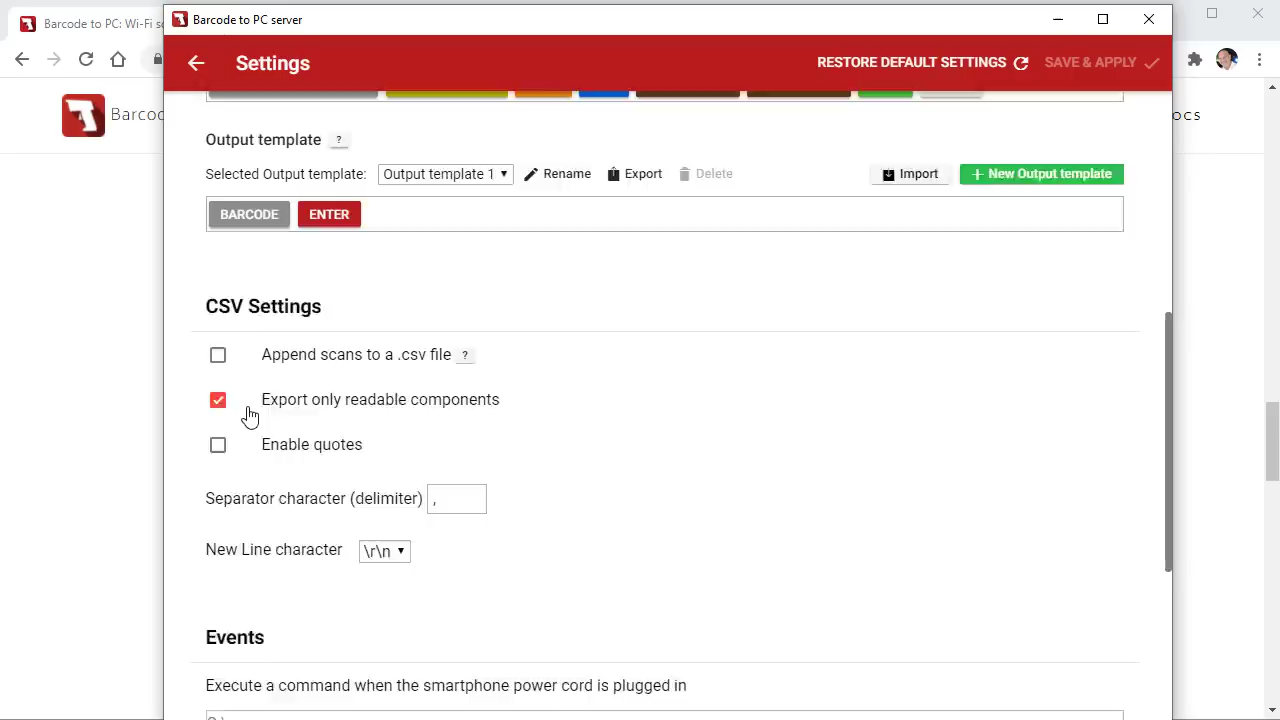 Barcode to PC: Wi-Fi s
Barcode to PC server
Settings
RESTORE DEFAULT SETTINGS
SAVE & APPLY
Barco
ocs
Output template ?
Selected Output template: Output template 1 Rename Export Delete Import New Output template
BARCODE ENTER
CSV Settings
Append scans to a .csv file ?
Export only readable components
Enable quotes
Separator character (delimiter) ,
New Line character \r\n
Events
Execute a command when the smartphone power cord is plugged in